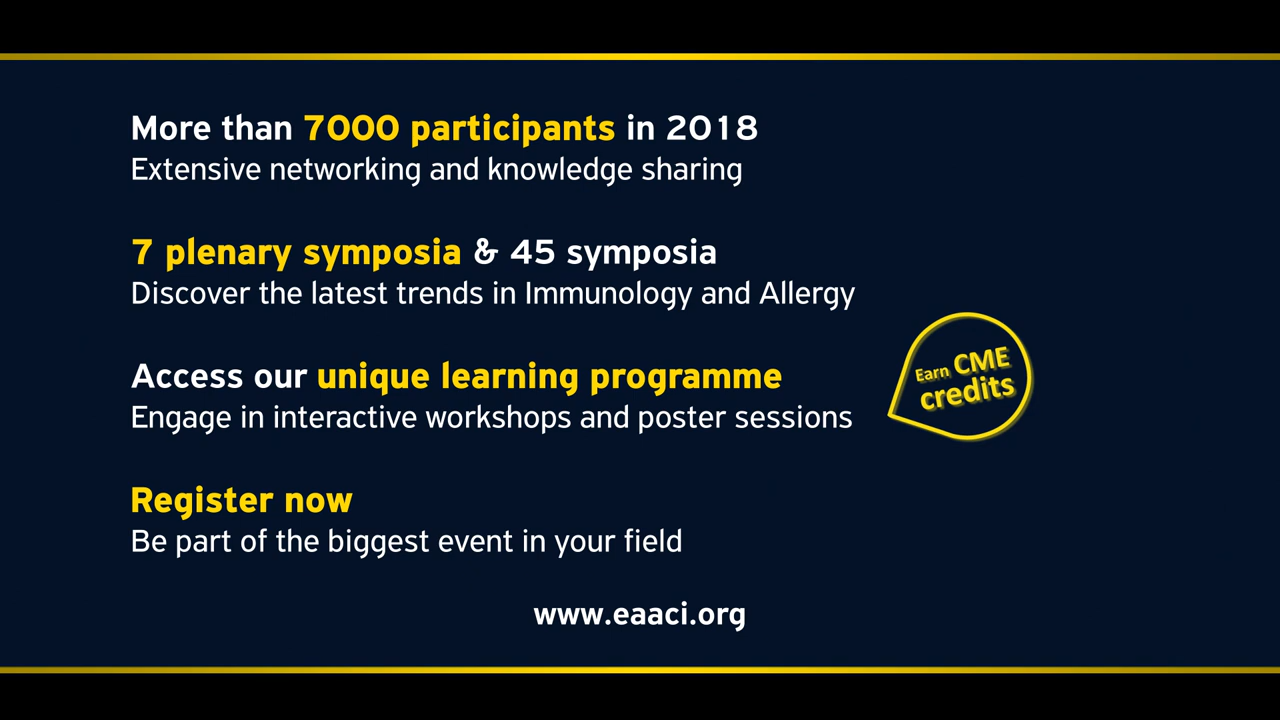 More than 7000 participants in 2018
Extensive networking and knowledge sharing
7 plenary symposia & 45 symposia
Discover the latest trends in Immunology and Allergy
Access our unique learning programme
Engage in interactive workshops and poster sessions
Earn CME
credits
Register now
Be part of the biggest event in your field
www.eaaci.org